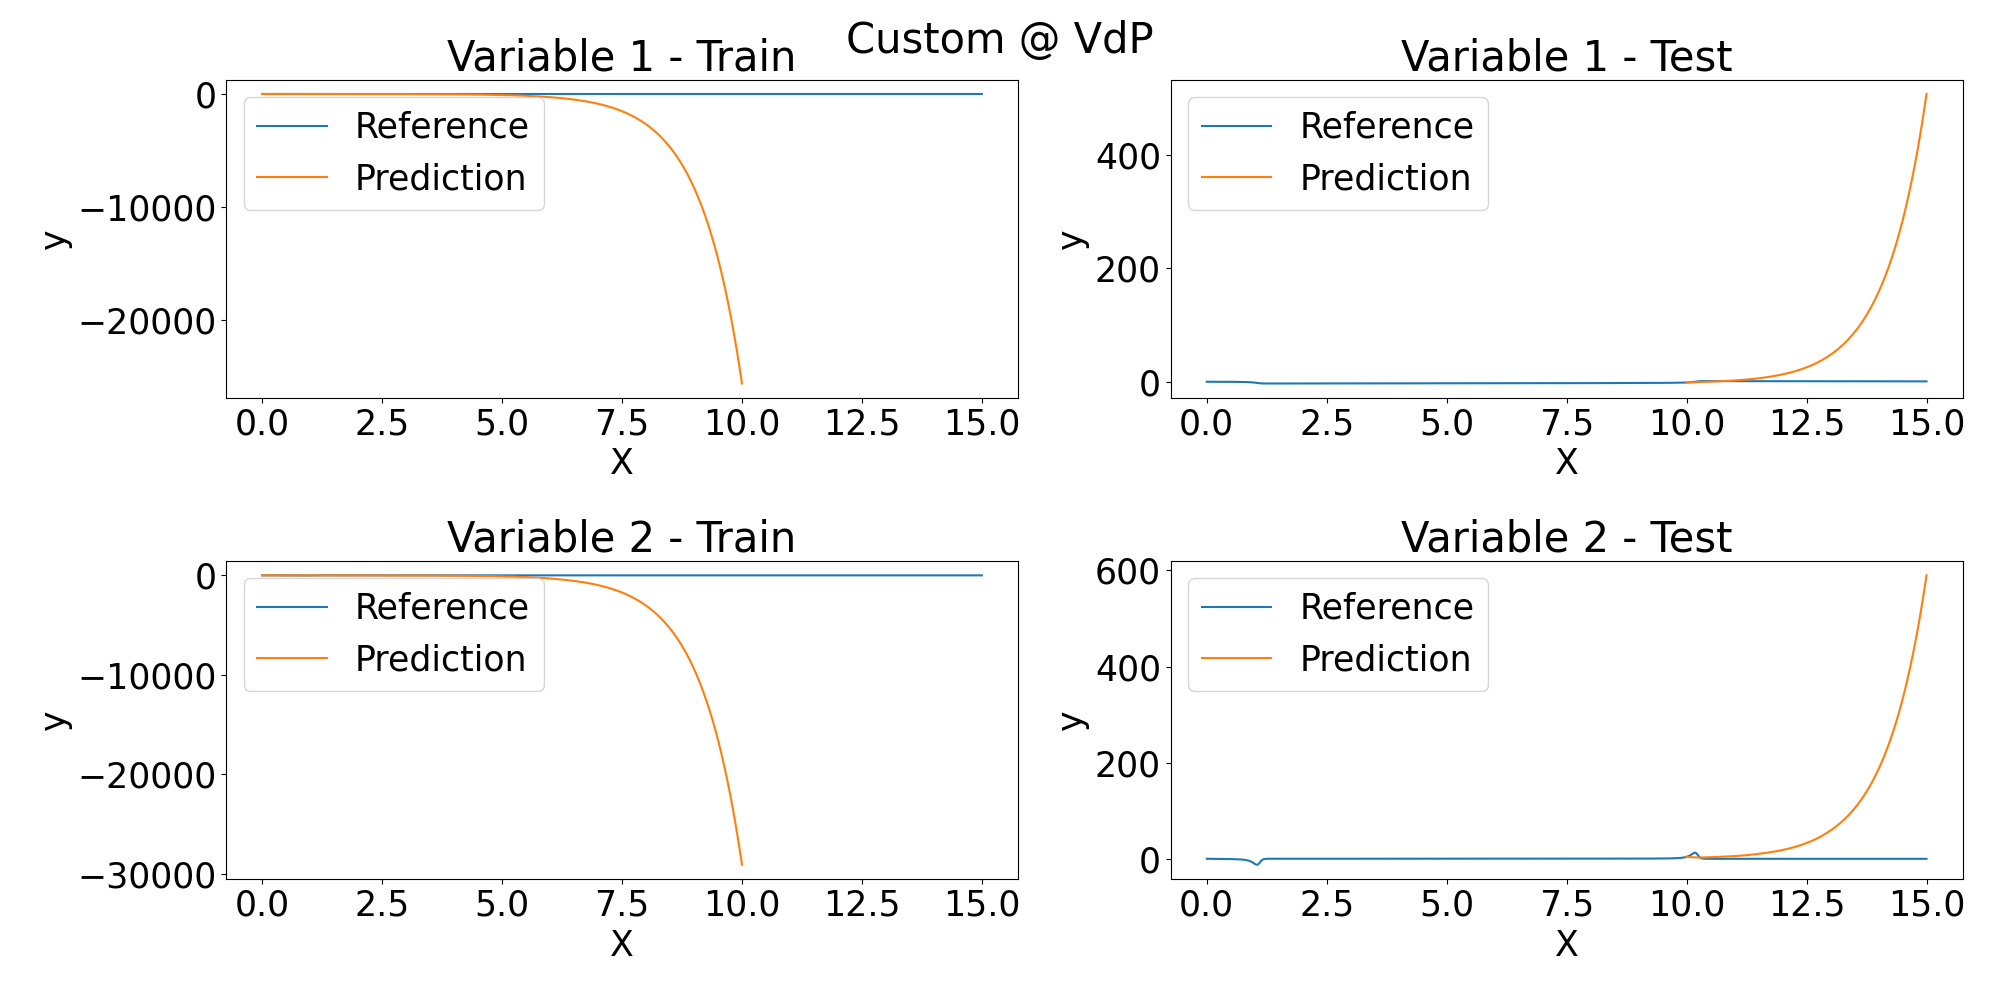 Custom @ VdP
Variable 1 - Train
0
−10000
−20000
y
Reference
Prediction
0.0 2.5 5.0 7.5 10.0 12.5 15.0
X
Variable 1 - Test
400
200
0
y
Reference
Prediction
0.0 2.5 5.0 7.5 10.0 12.5 15.0
X
Variable 2 - Train
0
−10000
−20000
−30000
y
Reference
Prediction
0.0 2.5 5.0 7.5 10.0 12.5 15.0
X
Variable 2 - Test
600
400
200
0
y
Reference
Prediction
0.0 2.5 5.0 7.5 10.0 12.5 15.0
X